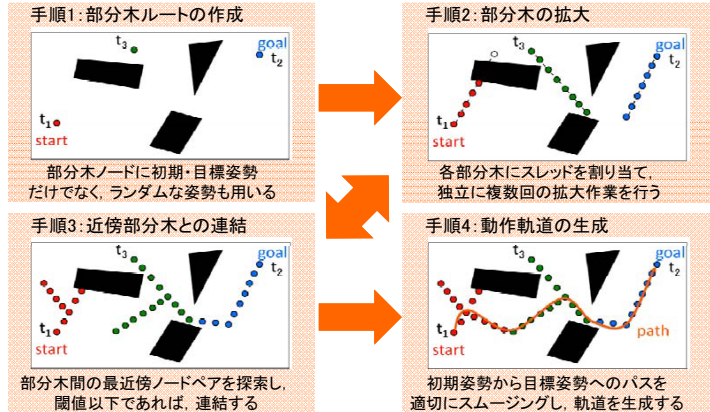 手順1:部分木ルートの作成
t3
goal
t2
t1
start
部分木ノードに初期・目標姿勢
だけでなく,ランダムな姿勢も用いる
手順2:部分木の拡大
t3
goal
t2
t1
start
各部分木にスレッドを割り当て,
独立に複数回の拡大作業を行う
手順3:近傍部分木との連結
t3
goal
t2
t1
start
部分木間の最近傍ノードペアを探索し,
閾値以下であれば,連結する
手順4:動作軌道の生成
t3
goal
t2
t1
start
path
初期姿勢から目標姿勢へのパスを
適切にスムージングし,軌道を生成する